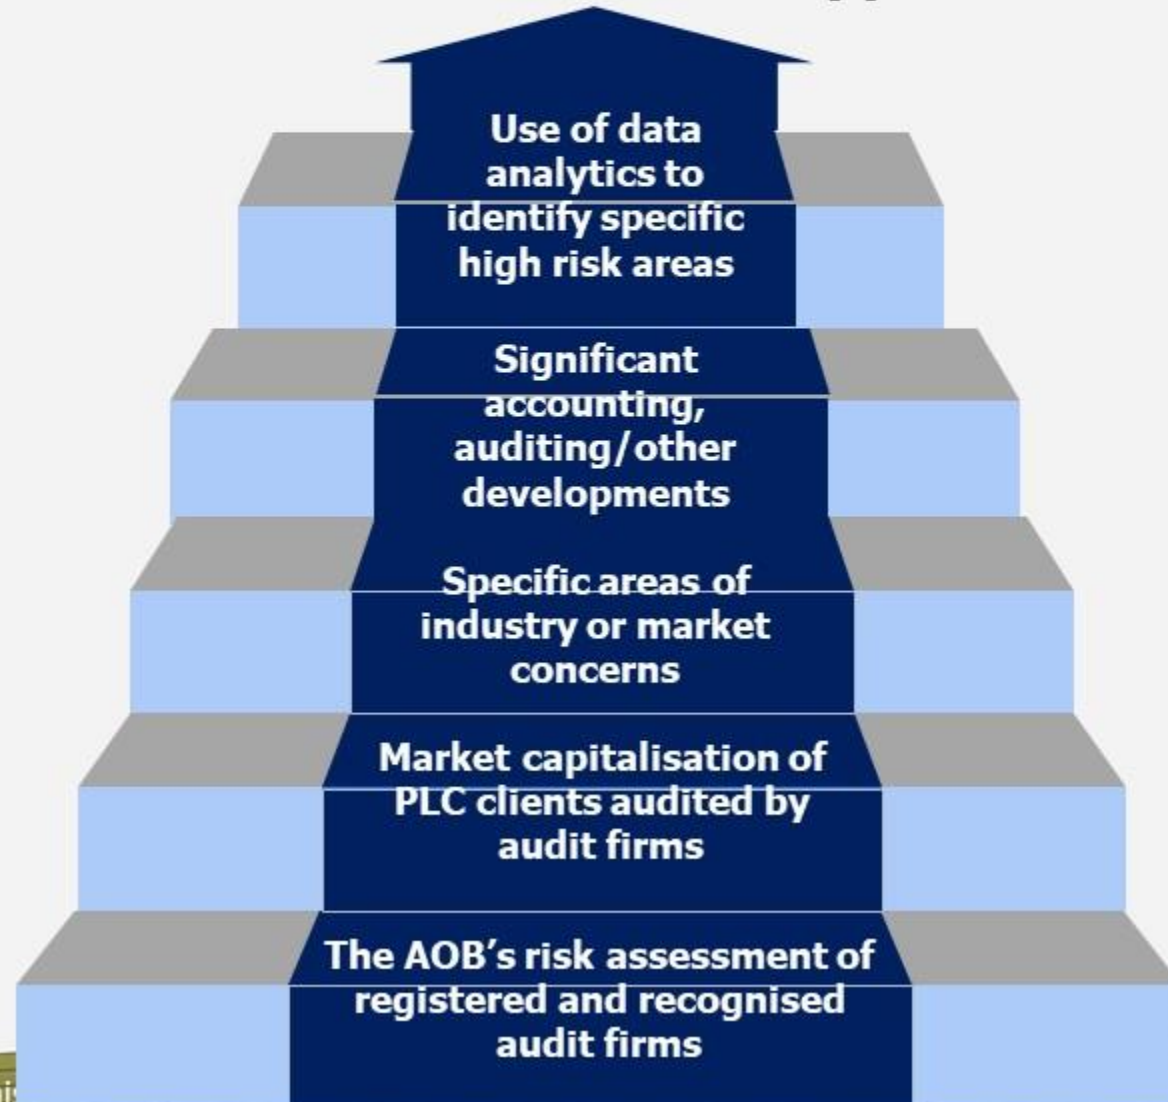 Use of data
analytics to
identify specific
high risk areas
Significant
accounting,
auditing/other
developments
Specific areas of
industry or market
concerns
Market capitalisation of
PLC clients audited by
audit firms
The AOB’s risk assessment of
registered and recognised
audit firms